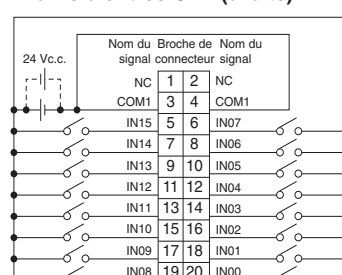 Nom du Broche de Nom du
24 Vc.c. signal connecteur signal
NC 1 2 NC
COM1 3 4 COM1
IN15 5 6 IN07
IN14 7 8 IN06
IN13 9 10 IN05
IN12 11 12 IN04
IN11 13 14 IN03
IN10 15 16 IN02
IN09 17 18 IN01
IN08 19 20 IN00